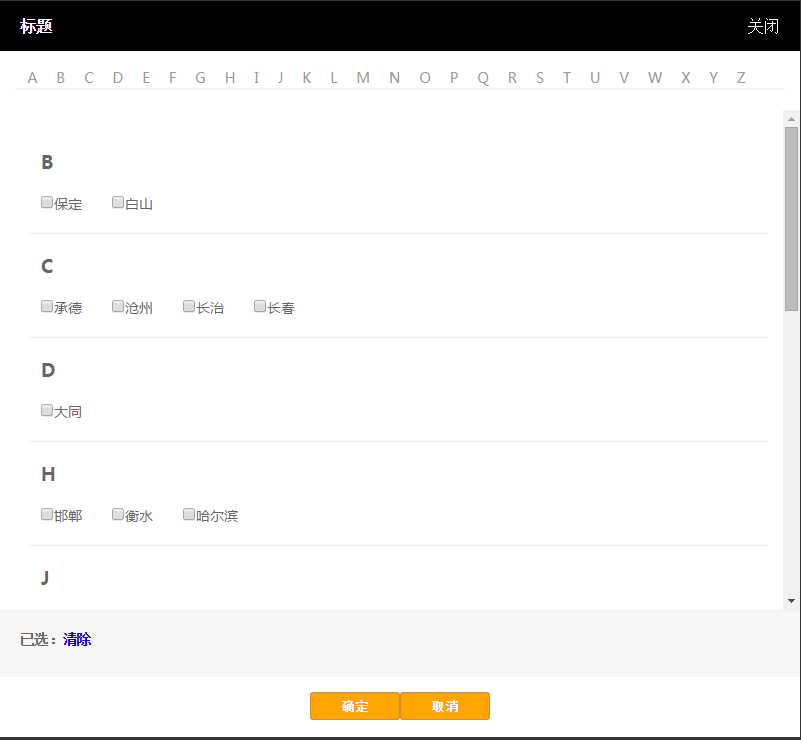 标题 关闭
A B C D E F G H I J K L M N O P Q R S T U V W X Y Z
B
保定 白山
C
承德 沧州 长治 长春
D
大同
H
邯郸 衡水 哈尔滨
J
已选：清除
确定 取消